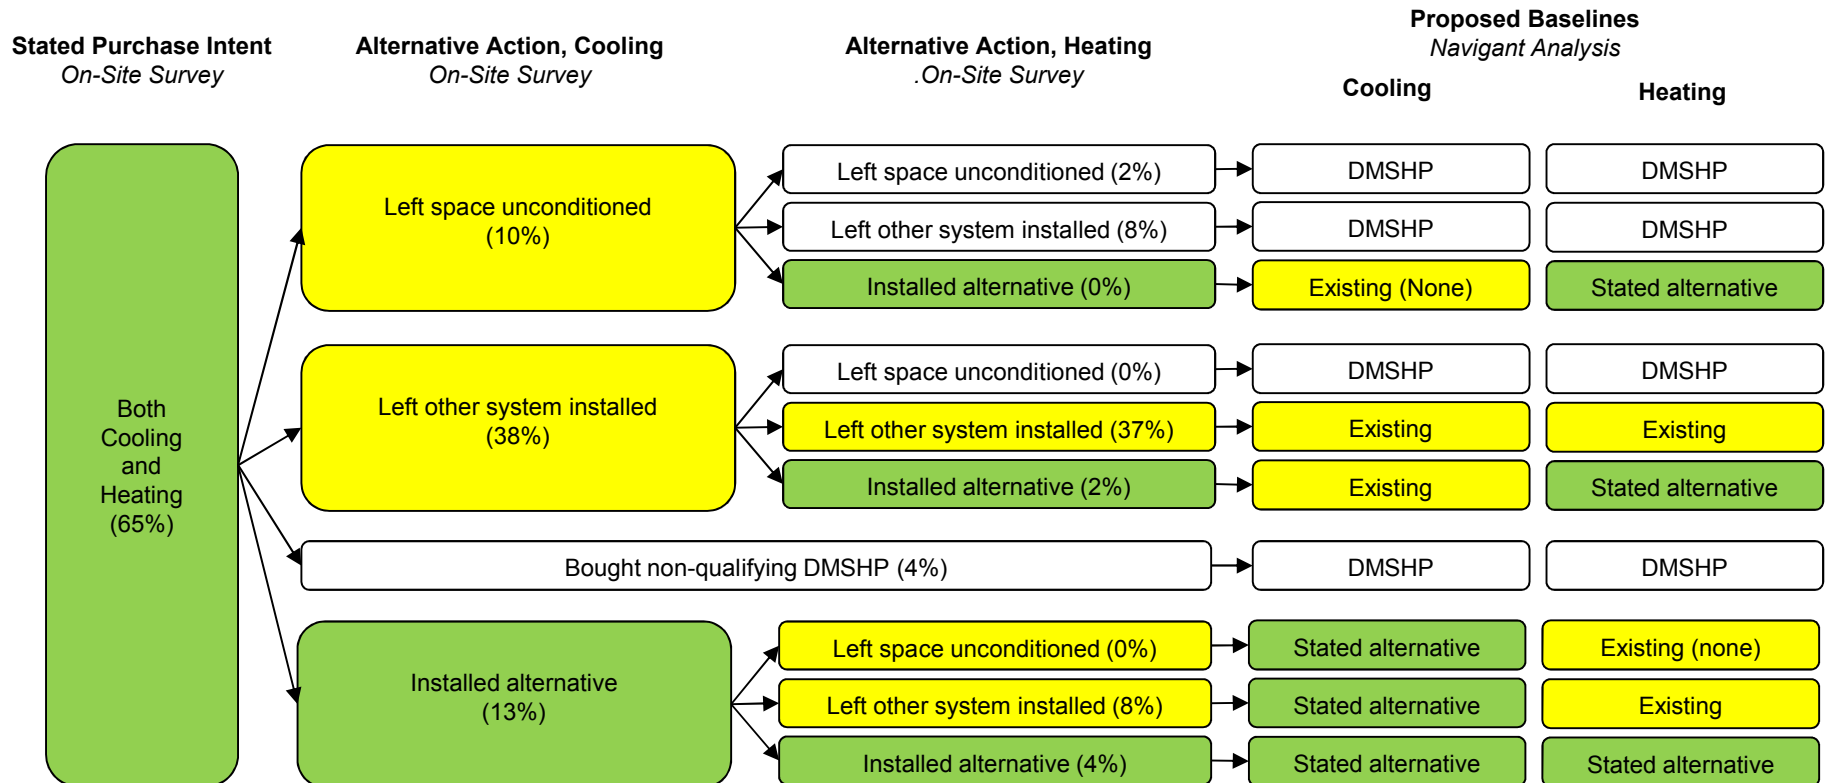 Proposed Baselines
Stated Purchase Intent
Alternative Action, Cooling
Alternative Action, Heating
Navigant Analysis
On-Site Survey
On-Site Survey
.On-Site Survey
Cooling
Heating
Both
Cooling
and
Heating
(65%)
Left space unconditioned
(10%)
Left space unconditioned (2%)
DMSHP
DMSHP
Left other system installed (8%)
DMSHP
DMSHP
Installed alternative (0%)
Existing (None)
Stated alternative
Left other system installed
(38%)
Left space unconditioned (0%)
DMSHP
DMSHP
Left other system installed (37%)
Existing
Existing
Installed alternative (2%)
Existing
Stated alternative
Bought non-qualifying DMSHP (4%)
DMSHP
DMSHP
Installed alternative
(13%)
Left space unconditioned (0%)
Stated alternative
Existing (none)
Left other system installed (8%)
Stated alternative
Existing
Installed alternative (4%)
Stated alternative
Stated alternative